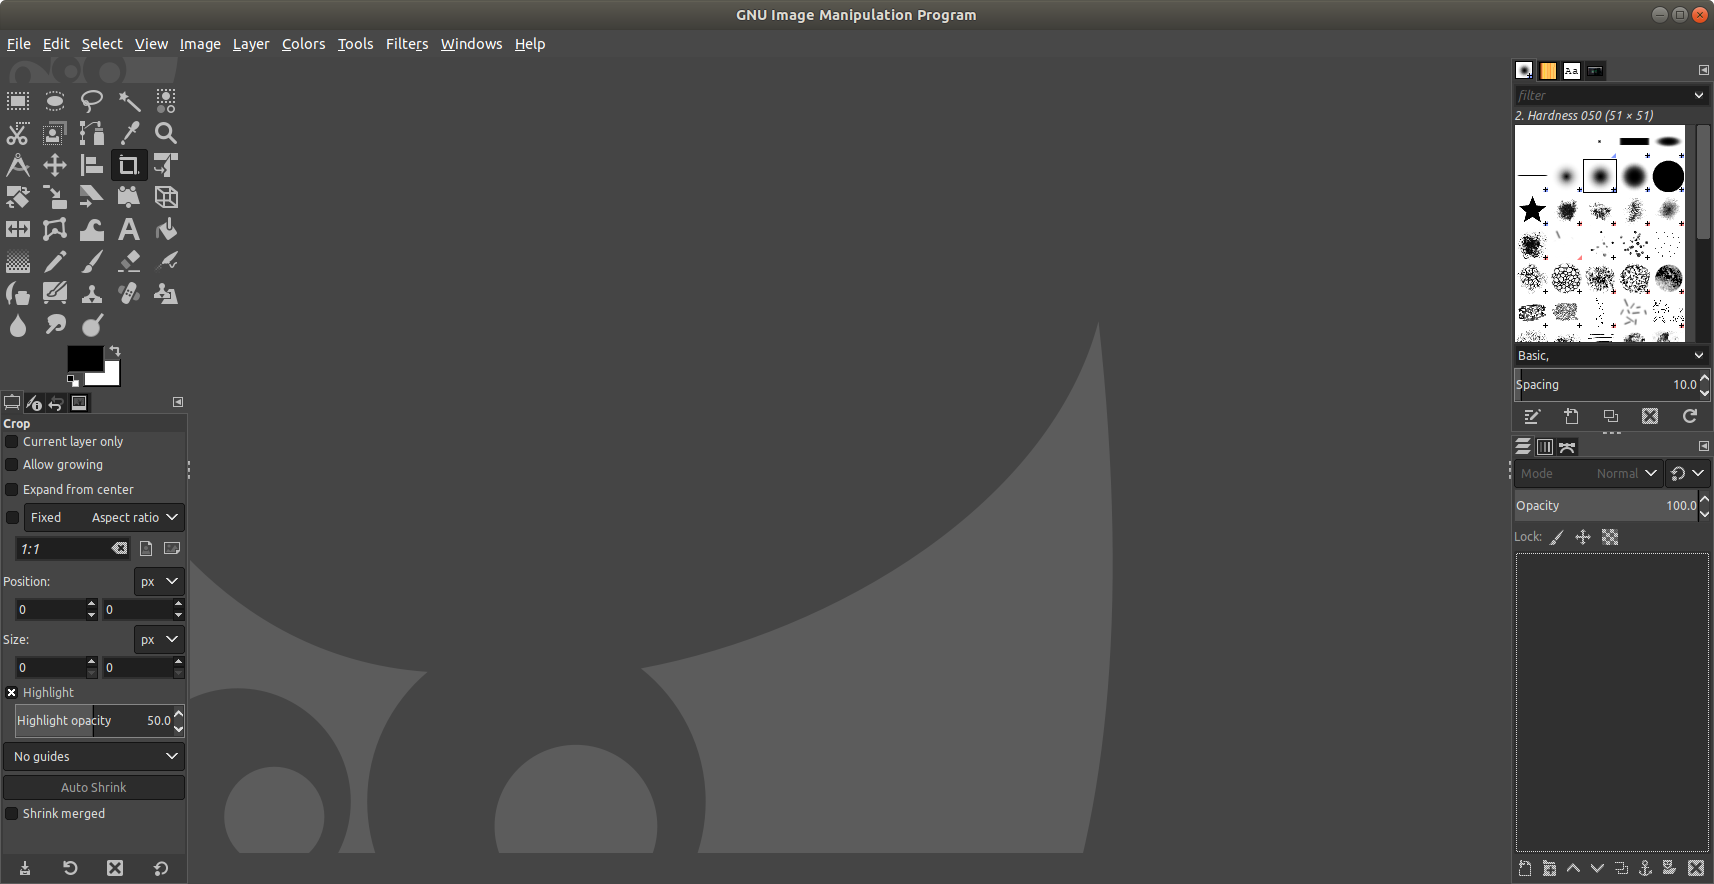 GNU Image Manipulation Program
File Edit Select View Image Layer Colors Tools Filters Windows Help
filter
2. Hardness 050 (51 × 51)
Basic,
Spacing 10.0
Mode Normal
Opacity 100.0
Lock:
Crop
Current layer only
Allow growing
Expand from center
Fixed Aspect ratio
1:1
Position: px
0 0
Size: px
0 0
Highlight
Highlight opacity 50.0
No guides
Auto Shrink
Shrink merged
Aa